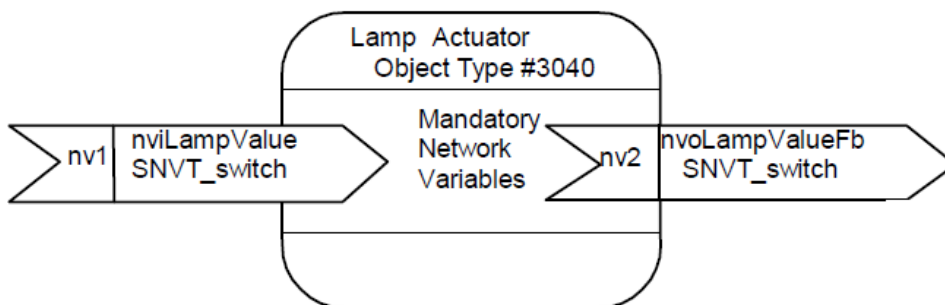 Lamp Actuator
Object Type #3040
nv1
nviLampValue
SNVT_switch
Mandatory
Network
Variables
nv2
nvoLampValueFb
SNVT_switch